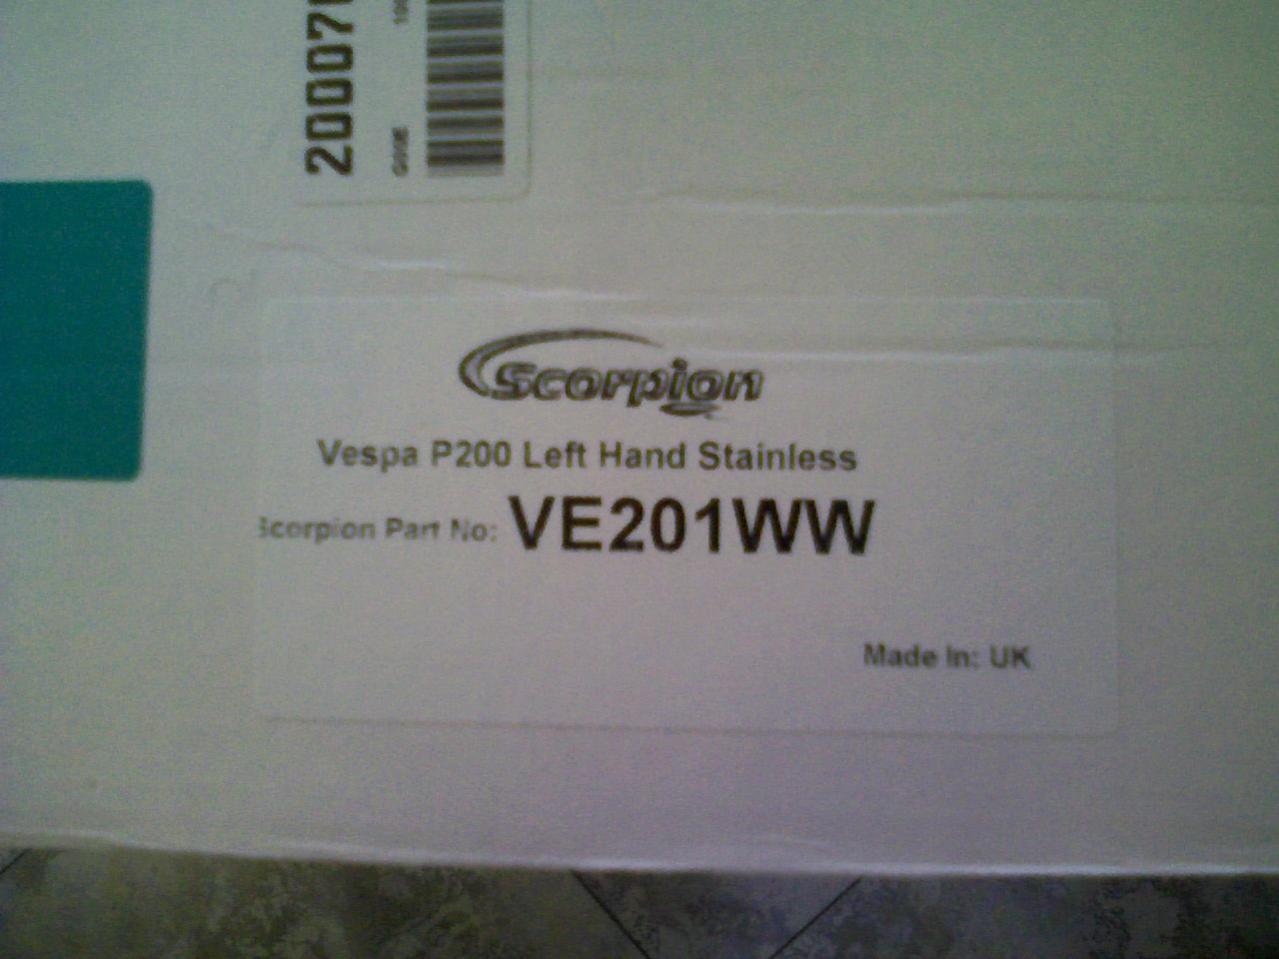 Scorpion
Vespa P200 Left Hand Stainless
Scorpion Part No: VE201WW
Made In: UK